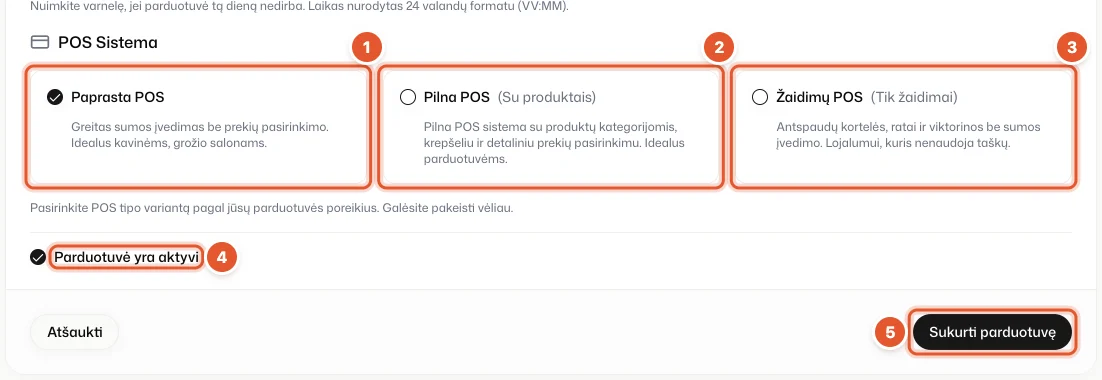 Nuimkite varnelę, jei parduotuvė tą dieną nedirba. Laikas nurodytas 24 valandų formatu (VV:MM).
POS Sistema
1
2
3
Paprasta POS
Greitas sumos įvedimas be prekių pasirinkimo.
Idealus kavinėms, grožio salonams.
Pilna POS (Su produktais)
Pilna POS sistema su produktų kategorijomis,
krepšeliu ir detaliniu prekių pasirinkimu. Idealus
parduotuvėms.
Žaidimų POS (Tik žaidimai)
Antspaudų kortelės, ratai ir viktorinos be sumos
įvedimo. Lojalumui, kuris nenaudoja taškų.
Pasirinkite POS tipo variantą pagal jūsų parduotuvės poreikius. Galėsite pakeisti vėliau.
Parduotuvė yra aktyvi
4
Atšaukti
5
Sukurti parduotuvę